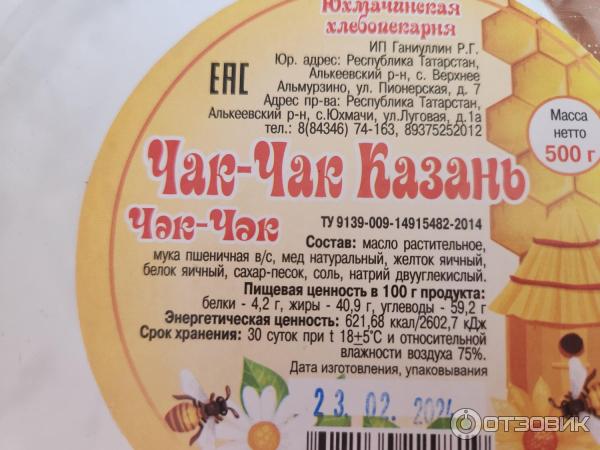 Юхмачинская
хлебопекарня
ИП Ганиуллин Р.Г.
Юр. адрес: Республика Татарстан,
Алькеевский р-н, с. Верхнее
Альмурзино, ул. Пионерская, д. 7
Адрес пр-ва: Республика Татарстан,
Алькеевский р-н, с.Юхмачи, ул.Луговая, д.1а
тел.: 8(84346) 74-163, 89375252012
EAC
Масса
нетто
500 г
Чак-Чак Казань
Чәк-Чәк
ТУ 9139-009-14915482-2014
Состав: масло растительное,
мука пшеничная в/с, мед натуральный, желток яичный,
белок яичный, сахар-песок, соль, натрий двууглекислый.
Пищевая ценность в 100 г продукта:
белки - 4,2 г, жиры - 40,9 г, углеводы - 59,2 г
Энергетическая ценность: 621,68 ккал/2602,7 кДж
Срок хранения: 30 суток при t 18±5°С и относительной
влажности воздуха 75%.
Дата изготовления, упаковывания
23. 02. 2024
ОТЗОВИК